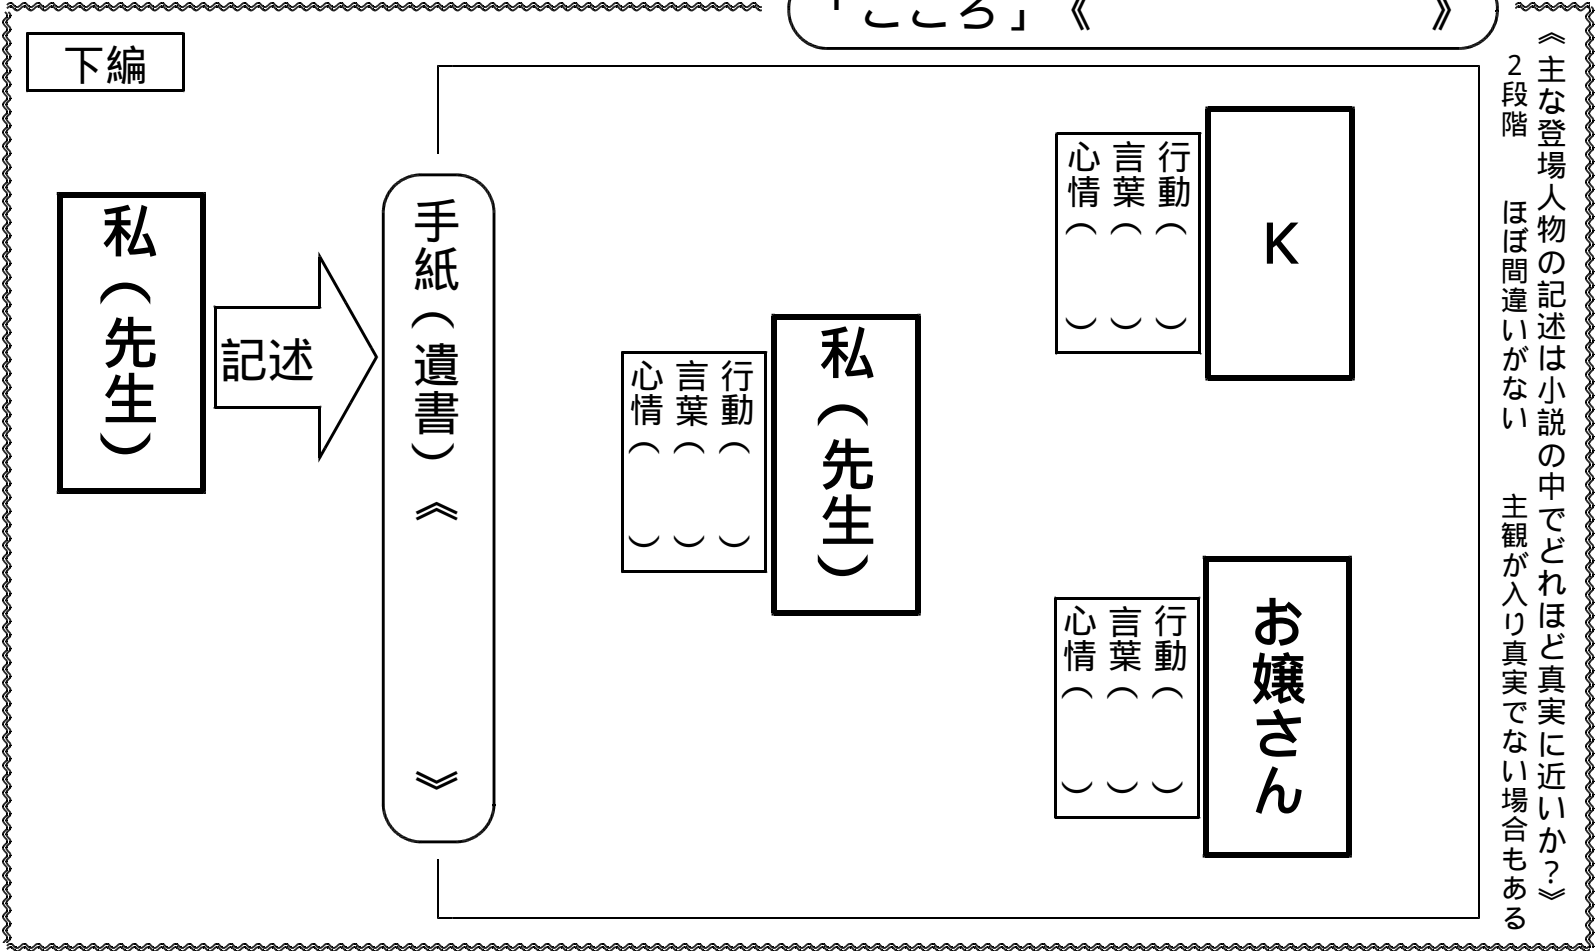 「こころ」《　　　　》
《主な登場人物の記述は小説の中でどれほど真実に近いか？》
２段階　ほぼ間違いがない　主観が入り真実でない場合もある
K
行動（　　）
言葉（　　）
心情（　　）
お嬢さん
行動（　　）
言葉（　　）
心情（　　）
私（先生）
行動（　　）
言葉（　　）
心情（　　）
手紙（遺書）《　　　　》
記述
私（先生）
下編